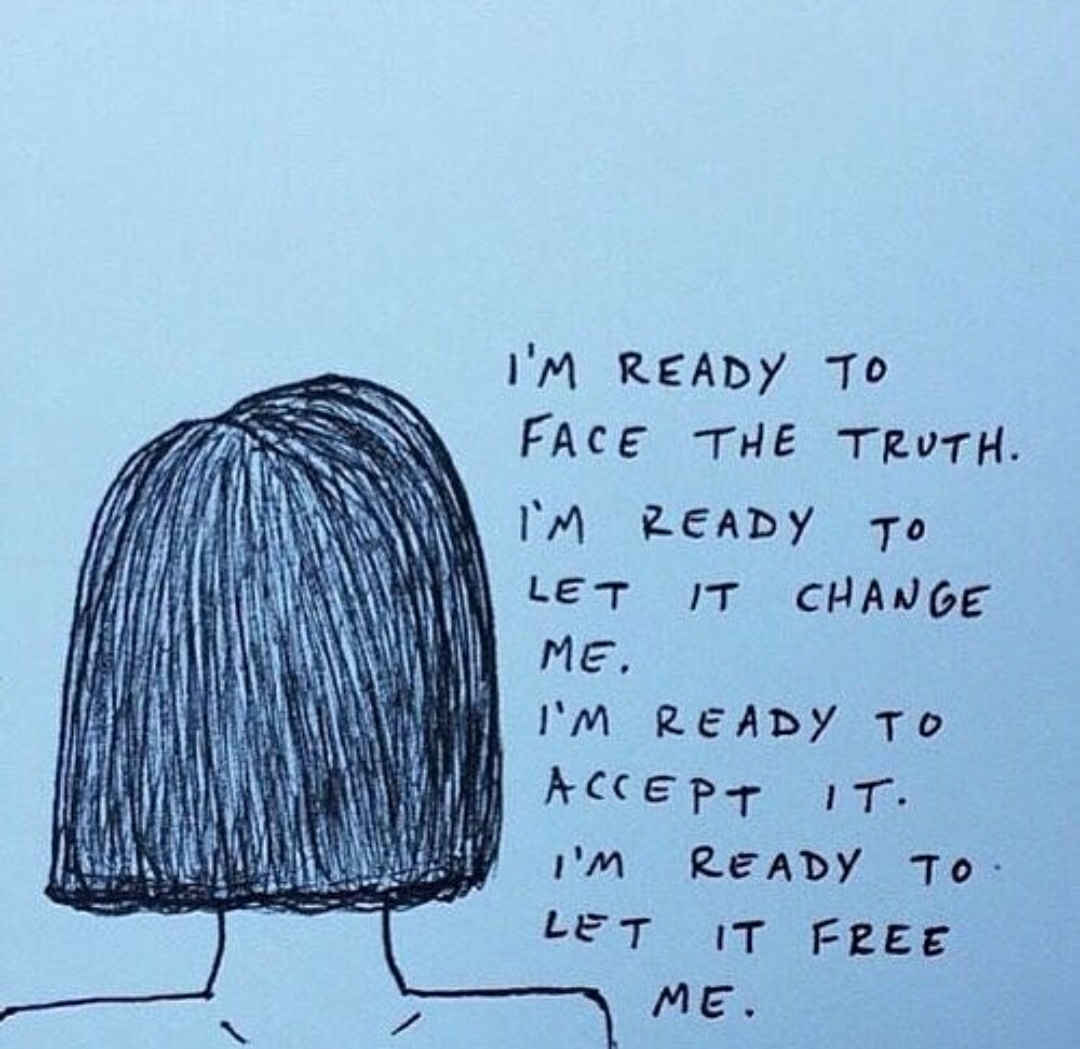 I'M READY TO
FACE THE TRUTH.
I'M READY TO
LET IT CHANGE
ME.
I'M READY TO
ACCEPT IT.
I'M READY TO
LET IT FREE
ME.